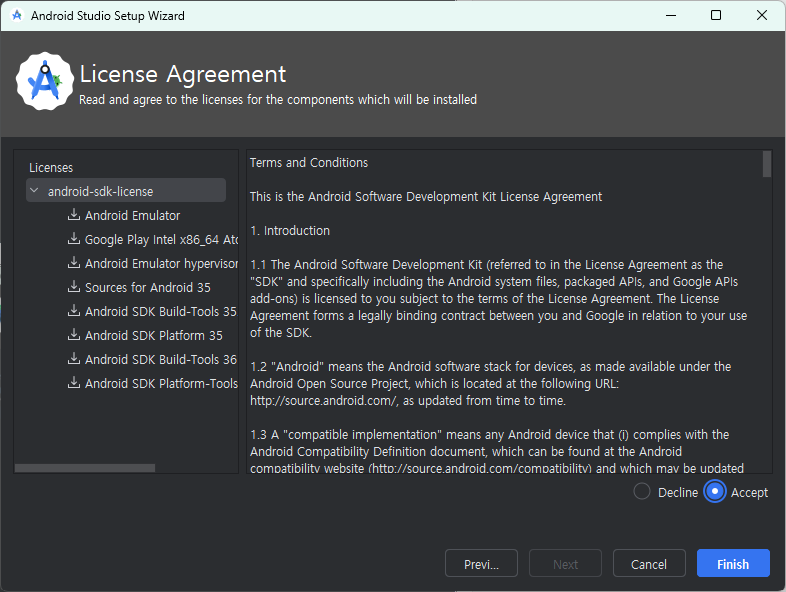 Android Studio Setup Wizard
License Agreement
Read and agree to the licenses for the components which will be installed
Licenses
android-sdk-license
Android Emulator
Google Play Intel x86_64 Ato
Android Emulator hypervisor
Sources for Android 35
Android SDK Build-Tools 35
Android SDK Platform 35
Android SDK Build-Tools 36
Android SDK Platform-Tools
Terms and Conditions
This is the Android Software Development Kit License Agreement
1. Introduction
1.1 The Android Software Development Kit (referred to in the License Agreement as the
"SDK" and specifically including the Android system files, packaged APIs, and Google APIs
add-ons) is licensed to you subject to the terms of the License Agreement. The License
Agreement forms a legally binding contract between you and Google in relation to your use
of the SDK.
1.2 "Android" means the Android software stack for devices, as made available under the
Android Open Source Project, which is located at the following URL:
http://source.android.com/, as updated from time to time.
1.3 A "compatible implementation" means any Android device that (i) complies with the
Android Compatibility Definition document, which can be found at the Android
compatibility website (http://source.android.com/compatibility) and which may be updated
Decline Accept
Previ... Next Cancel Finish